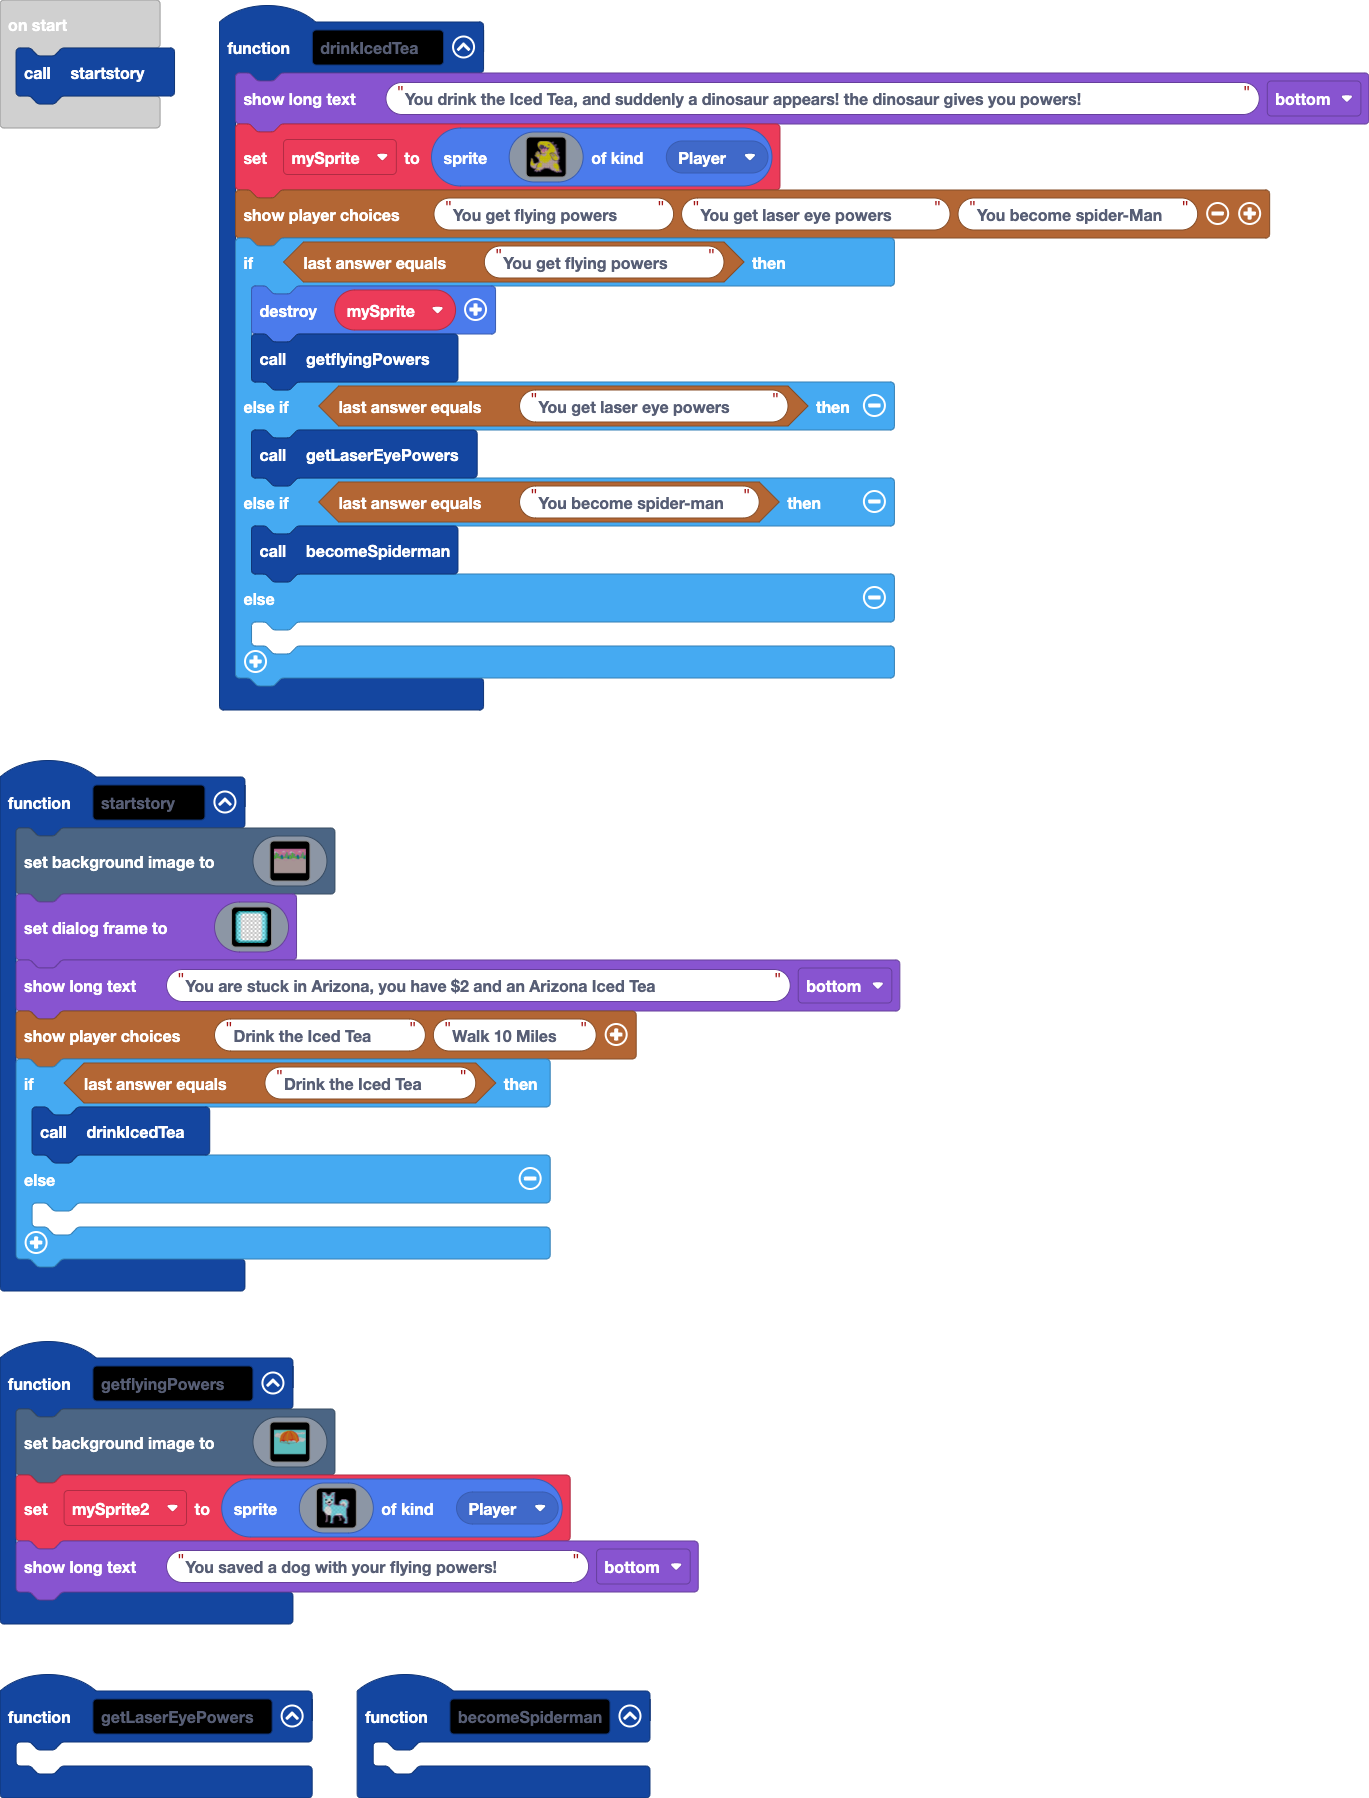 on start
call startstory
function drinkIcedTea
show long text "You drink the Iced Tea, and suddenly a dinosaur appears! the dinosaur gives you powers!" bottom
set mySprite to sprite of kind Player
show player choices "You get flying powers" "You get laser eye powers" "You become spider-Man"
if last answer equals "You get flying powers" then
destroy mySprite
call getflyingPowers
else if last answer equals "You get laser eye powers" then
call getLaserEyePowers
else if last answer equals "You become spider-man" then
call becomeSpiderman
else
function startstory
set background image to
set dialog frame to
show long text "You are stuck in Arizona, you have $2 and an Arizona Iced Tea" bottom
show player choices "Drink the Iced Tea" "Walk 10 Miles"
if last answer equals "Drink the Iced Tea" then
call drinkIcedTea
else
function getflyingPowers
set background image to
set mySprite2 to sprite of kind Player
show long text "You saved a dog with your flying powers!" bottom
function getLaserEyePowers
function becomeSpiderman